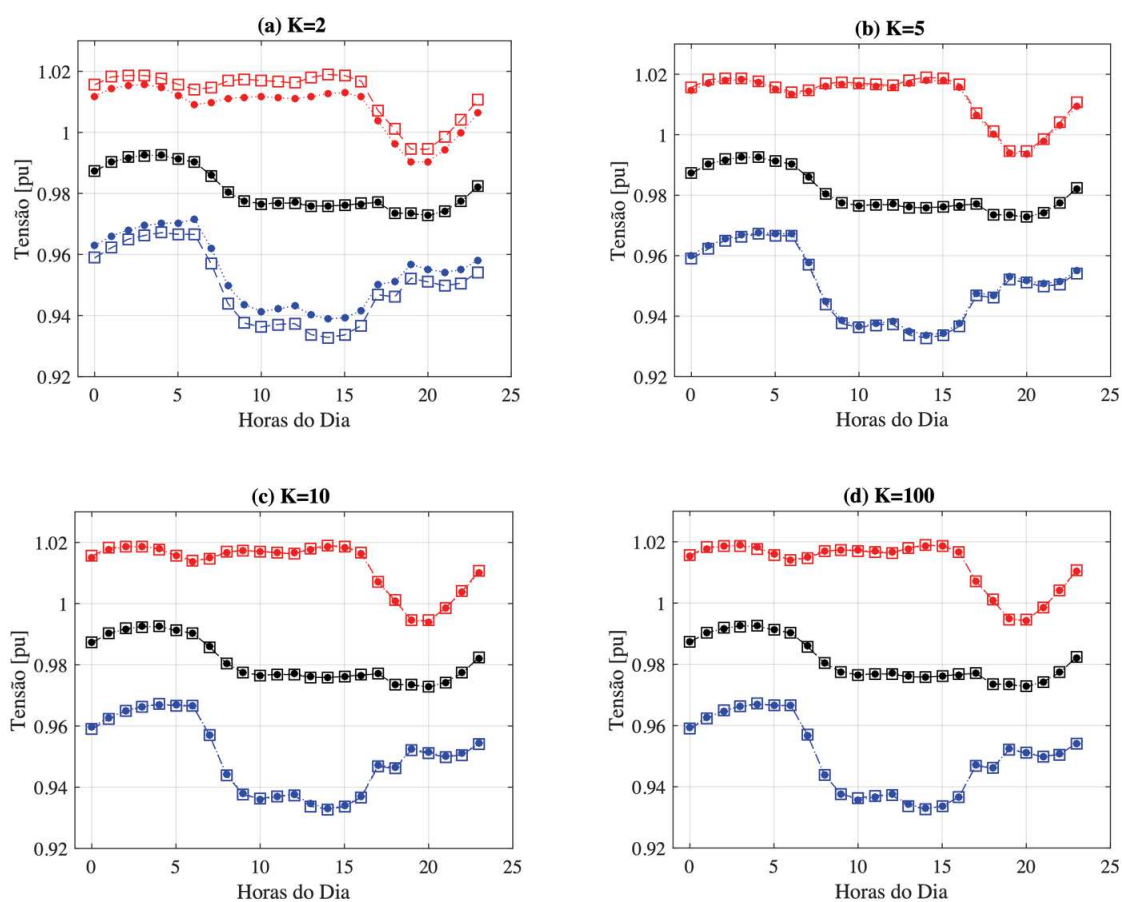 (a) K=2
1.02
1
0.98
0.96
0.94
0.92
Tensão [pu]
0 5 10 15 20 25
Horas do Dia
(b) K=5
1.02
1
0.98
0.96
0.94
0.92
Tensão [pu]
0 5 10 15 20 25
Horas do Dia
(c) K=10
1.02
1
0.98
0.96
0.94
0.92
Tensão [pu]
0 5 10 15 20 25
Horas do Dia
(d) K=100
1.02
1
0.98
0.96
0.94
0.92
Tensão [pu]
0 5 10 15 20 25
Horas do Dia